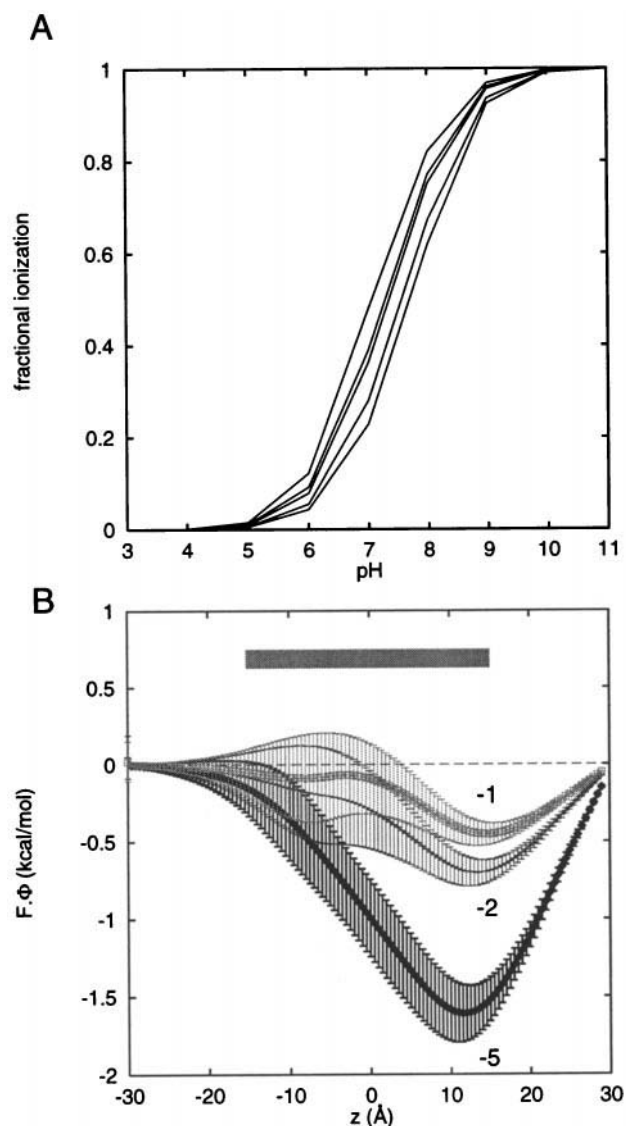 A
1
0.8
0.6
0.4
0.2
0
fractional ionization
3 4 5 6 7 8 9 10 11
pH
B
1
0.5
0
-0.5
-1
-1.5
-2
F.Φ (kcal/mol)
-1
-2
-5
-30 -20 -10 0 10 20 30
z (Å)